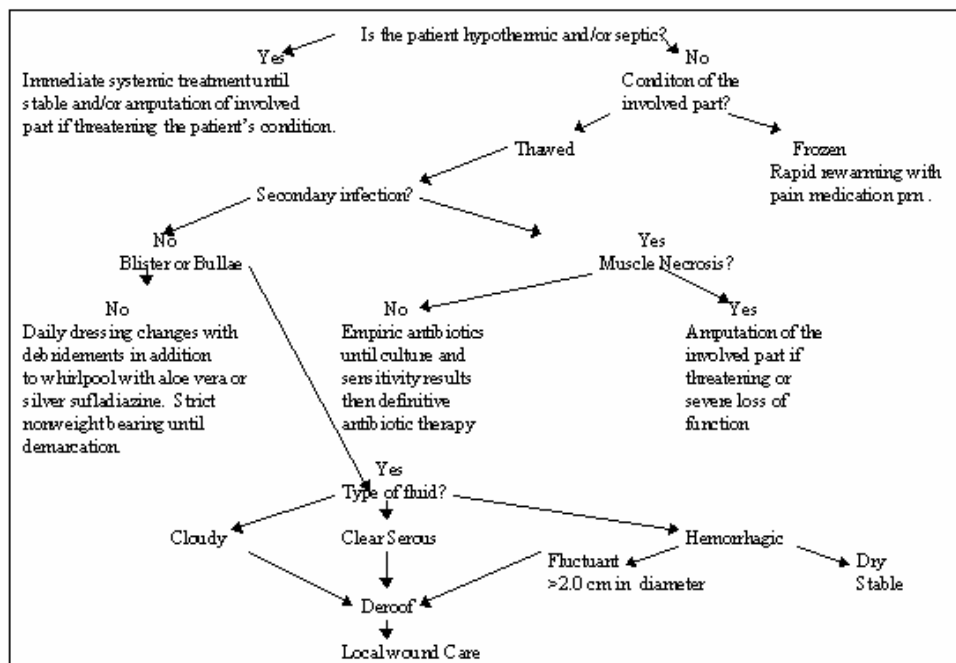 Is the patient hypothermic and/or septic?
Yes
Immediate systemic treatment until
stable and/or amputation of involved
part if threatening the patient's condition.
No
Conditon of the
involved part?
Thawed
Frozen
Rapid rewarming with
pain medication prn .
Secondary infection?
No
Blister or Bullae
Yes
Muscle Necrosis?
No
Daily dressing changes with
debridements in addition
to whirlpool with aloe vera or
silver sufladiazine. Strict
nonweight bearing until
demarcation.
No
Empiric antibiotics
until culture and
sensitivity results
then definitive
antibiotic therapy
Yes
Amputation of the
involved part if
threatening or
severe loss of
function
Yes
Type of fluid?
Cloudy
Clear Serous
Hemorrhagic
Fluctuant
>2.0 cm in diameter
Dry
Stable
Deroof
Local wound Care